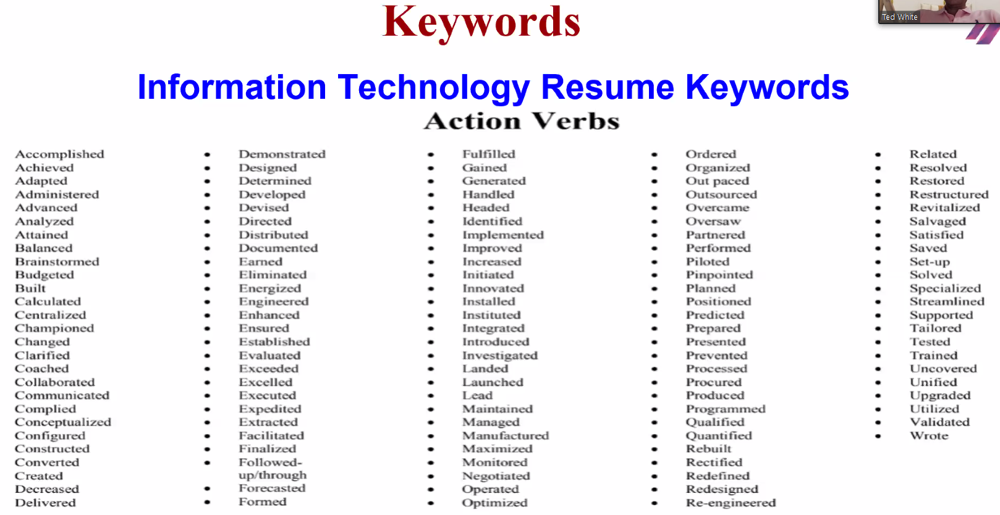 Keywords
Ted White
Information Technology Resume Keywords
Action Verbs
Accomplished
Achieved
Adapted
Administered
Advanced
Analyzed
Attained
Balanced
Brainstormed
Budgeted
Built
Calculated
Centralized
Championed
Changed
Clarified
Coached
Collaborated
Communicated
Complied
Conceptualized
Configured
Constructed
Converted
Created
Decreased
Delivered
• Demonstrated
• Designed
• Determined
• Developed
• Devised
• Directed
• Distributed
• Documented
• Earned
• Eliminated
• Energized
• Engineered
• Enhanced
• Ensured
• Established
• Evaluated
• Exceeded
• Excelled
• Executed
• Expedited
• Extracted
• Facilitated
• Finalized
• Followed-
up/through
• Forecasted
• Formed
• Fulfilled
• Gained
• Generated
• Handled
• Headed
• Identified
• Implemented
• Improved
• Increased
• Initiated
• Innovated
• Installed
• Instituted
• Integrated
• Introduced
• Investigated
• Landed
• Launched
• Lead
• Maintained
• Managed
• Manufactured
• Maximized
• Monitored
• Negotiated
• Operated
• Optimized
• Ordered
• Organized
• Out paced
• Outsourced
• Overcame
• Oversaw
• Partnered
• Performed
• Piloted
• Pinpointed
• Planned
• Positioned
• Predicted
• Prepared
• Presented
• Prevented
• Processed
• Procured
• Produced
• Programmed
• Qualified
• Quantified
• Rebuilt
• Rectified
• Redefined
• Redesigned
• Re-engineered
• Related
• Resolved
• Restored
• Restructured
• Revitalized
• Salvaged
• Satisfied
• Saved
• Set-up
• Solved
• Specialized
• Streamlined
• Supported
• Tailored
• Tested
• Trained
• Uncovered
• Unified
• Upgraded
• Utilized
• Validated
• Wrote